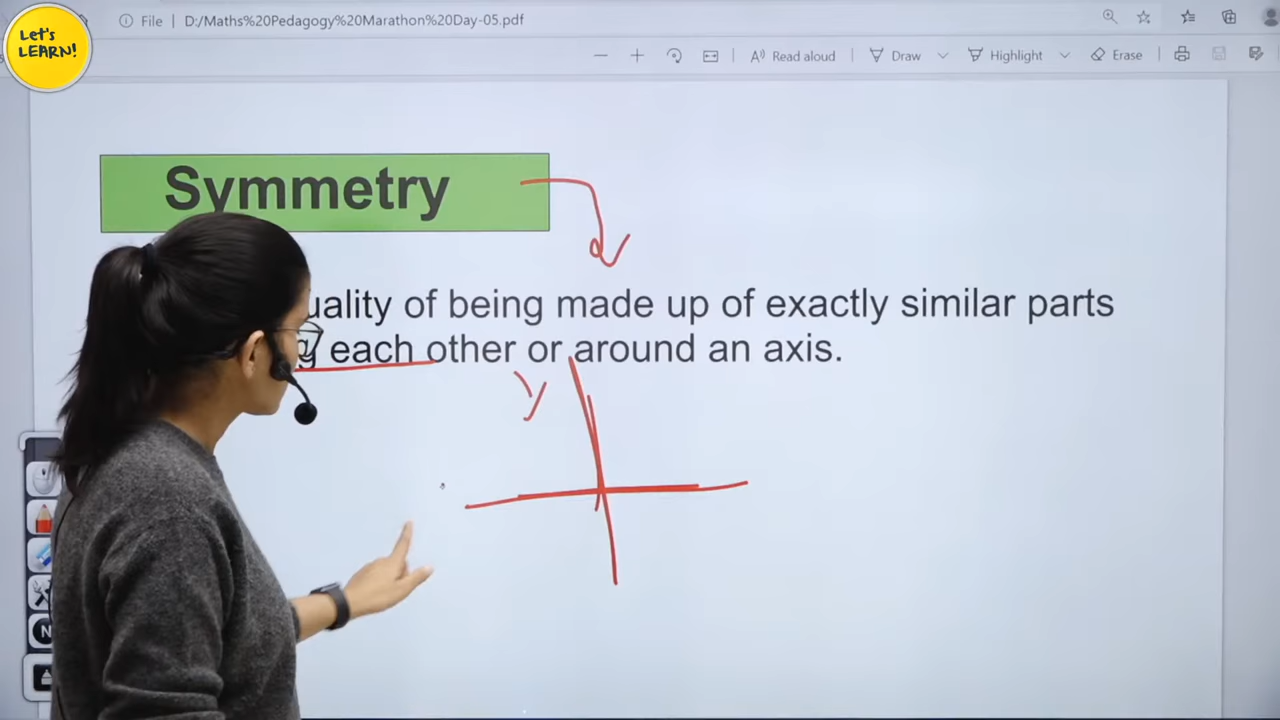 Let's
LEARN!
File D:/Maths%20Pedagogy%20Marathon%20Day-05.pdf
Read aloud Draw Highlight Erase
Symmetry
of being made up of exactly similar parts
each other or around an axis.
y
N